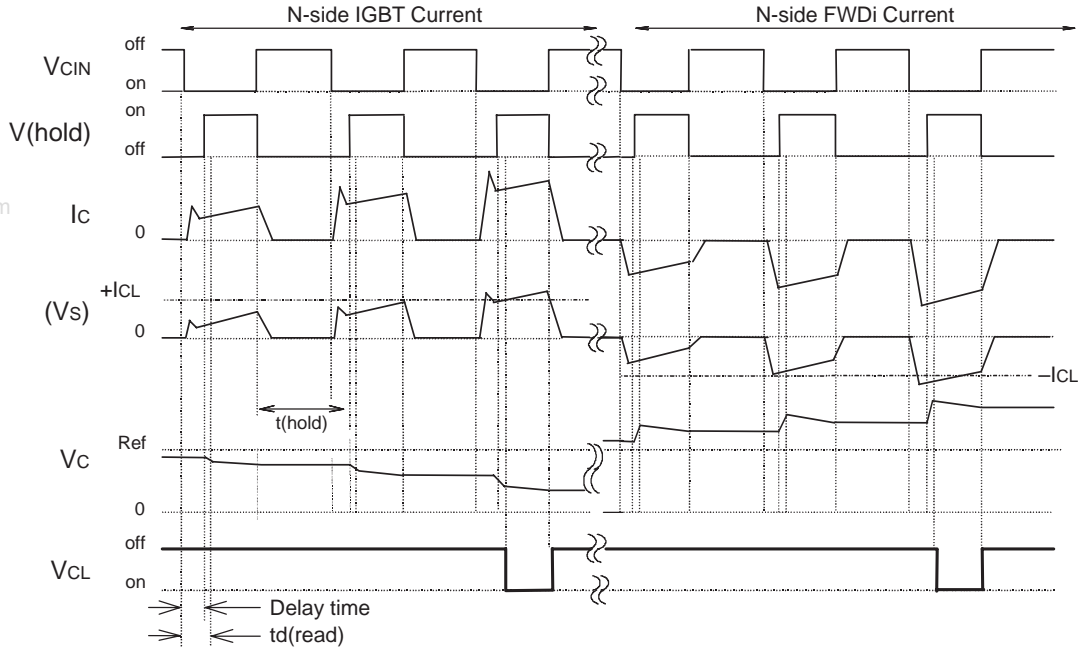 N-side IGBT Current
N-side FWDi Current
off
VCIN
on
on
V(hold)
off
m
IC
0
+ICL
(VS)
0
–ICL
t(hold)
Ref
VC
0
off
VCL
on
Delay time
td(read)